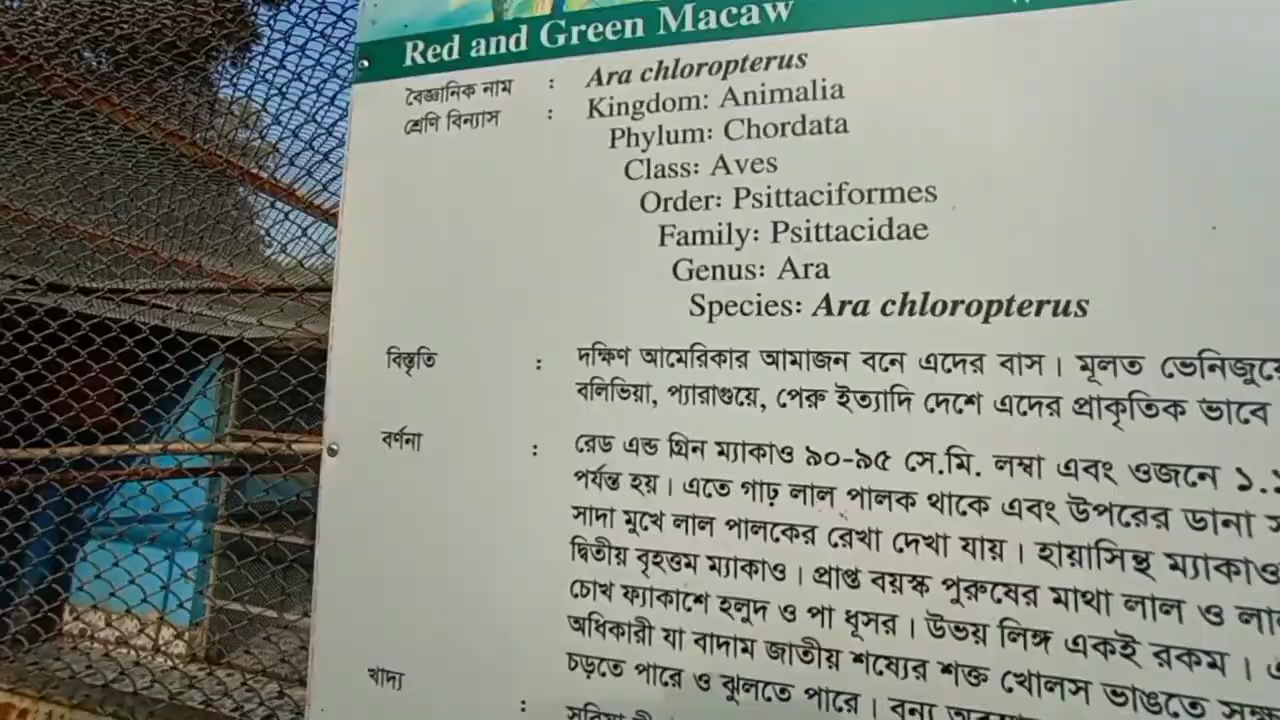 Red and Green Macaw
বৈজ্ঞানিক নাম : Ara chloropterus
শ্রেণি বিন্যাস : Kingdom: Animalia
Phylum: Chordata
Class: Aves
Order: Psittaciformes
Family: Psittacidae
Genus: Ara
Species: Ara chloropterus
বিস্তৃতি : দক্ষিণ আমেরিকার আমাজন বনে এদের বাস। মূলত
বলিভিয়া, প্যারাগুয়ে, পেরু ইত্যাদি দেশে এদের প্রাকৃতিক ভাবে
বর্ণনা : রেড এন্ড গ্রিন ম্যাকাও ৯০-৯৫ সে.মি. লম্বা এবং ওজনে
পর্যন্ত হয়। এতে গাঢ় লাল পালক থাকে এবং উপরের ডানা
সাদা মুখে লাল পালকের রেখা দেখা যায়। হায়াসিন্থ ম্যাকাও
দ্বিতীয় বৃহত্তম ম্যাকাও। প্রাপ্ত বয়স্ক পুরুষের মাথা লাল ও
চোখ ফ্যাকাশে হলুদ ও পা ধূসর। উভয় লিঙ্গ একই রকম।
অধিকারী যা বাদাম জাতীয় শষ্যের শক্ত খোলস ভাঙতে
চড়তে পারে ও ঝুলতে পারে। বন্য
খাদ্য :